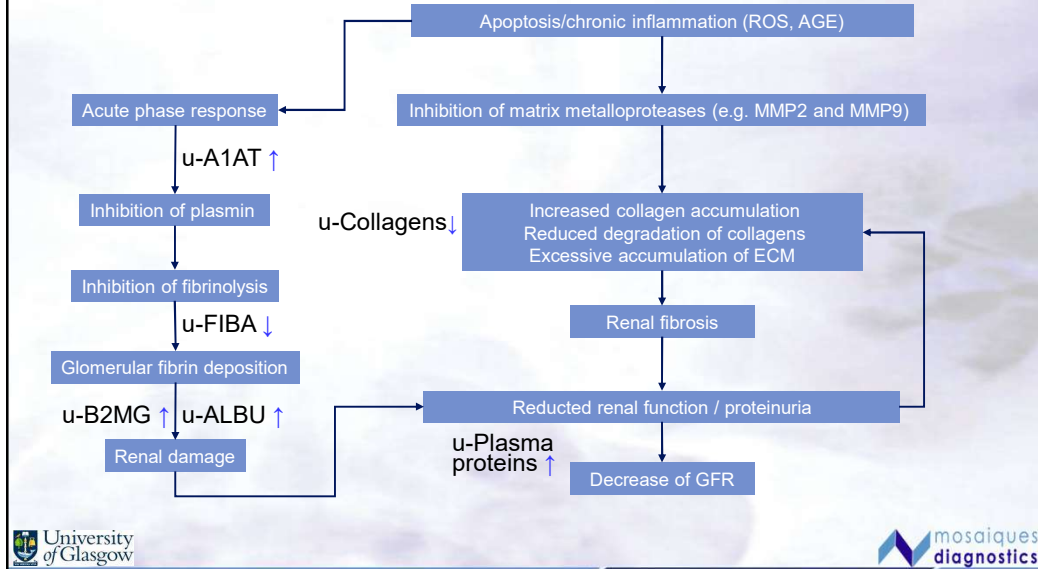 Apoptosis/chronic inflammation (ROS, AGE)
Acute phase response
Inhibition of matrix metalloproteases (e.g. MMP2 and MMP9)
u-A1AT ↑
Inhibition of plasmin
u-Collagens↓
Increased collagen accumulation
Reduced degradation of collagens
Excessive accumulation of ECM
Inhibition of fibrinolysis
u-FIBA ↓
Renal fibrosis
Glomerular fibrin deposition
u-B2MG ↑ u-ALBU ↑
Reducted renal function / proteinuria
Renal damage
u-Plasma
proteins ↑
Decrease of GFR
University
of Glasgow
mosaiques
diagnostics